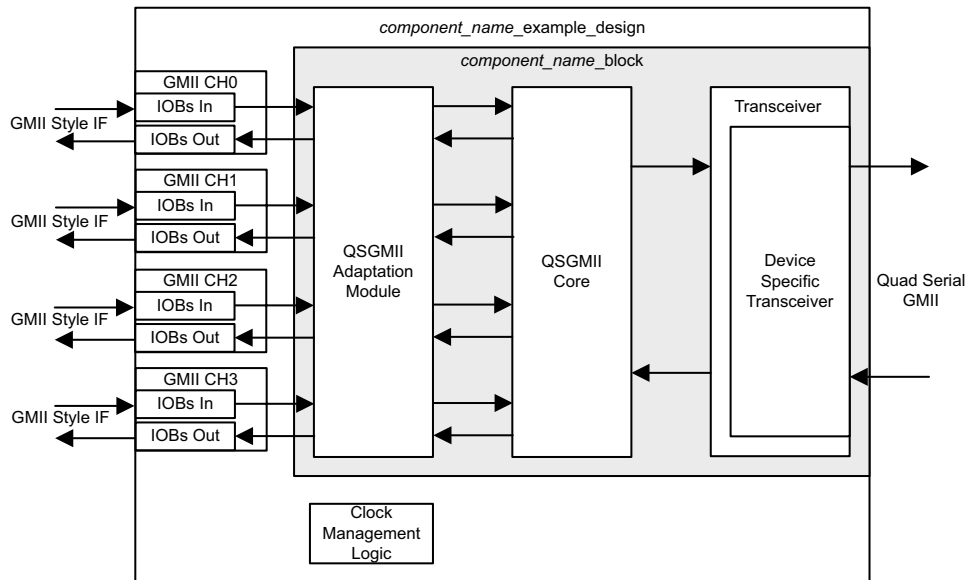 component_name_example_design
component_name_block
GMII CH0
IOBs In
IOBs Out
GMII Style IF
GMII CH1
IOBs In
IOBs Out
GMII Style IF
GMII CH2
IOBs In
IOBs Out
GMII Style IF
GMII CH3
IOBs In
IOBs Out
GMII Style IF
QSGMII
Adaptation
Module
QSGMII
Core
Transceiver
Device
Specific
Transceiver
Quad Serial
GMII
Clock
Management
Logic